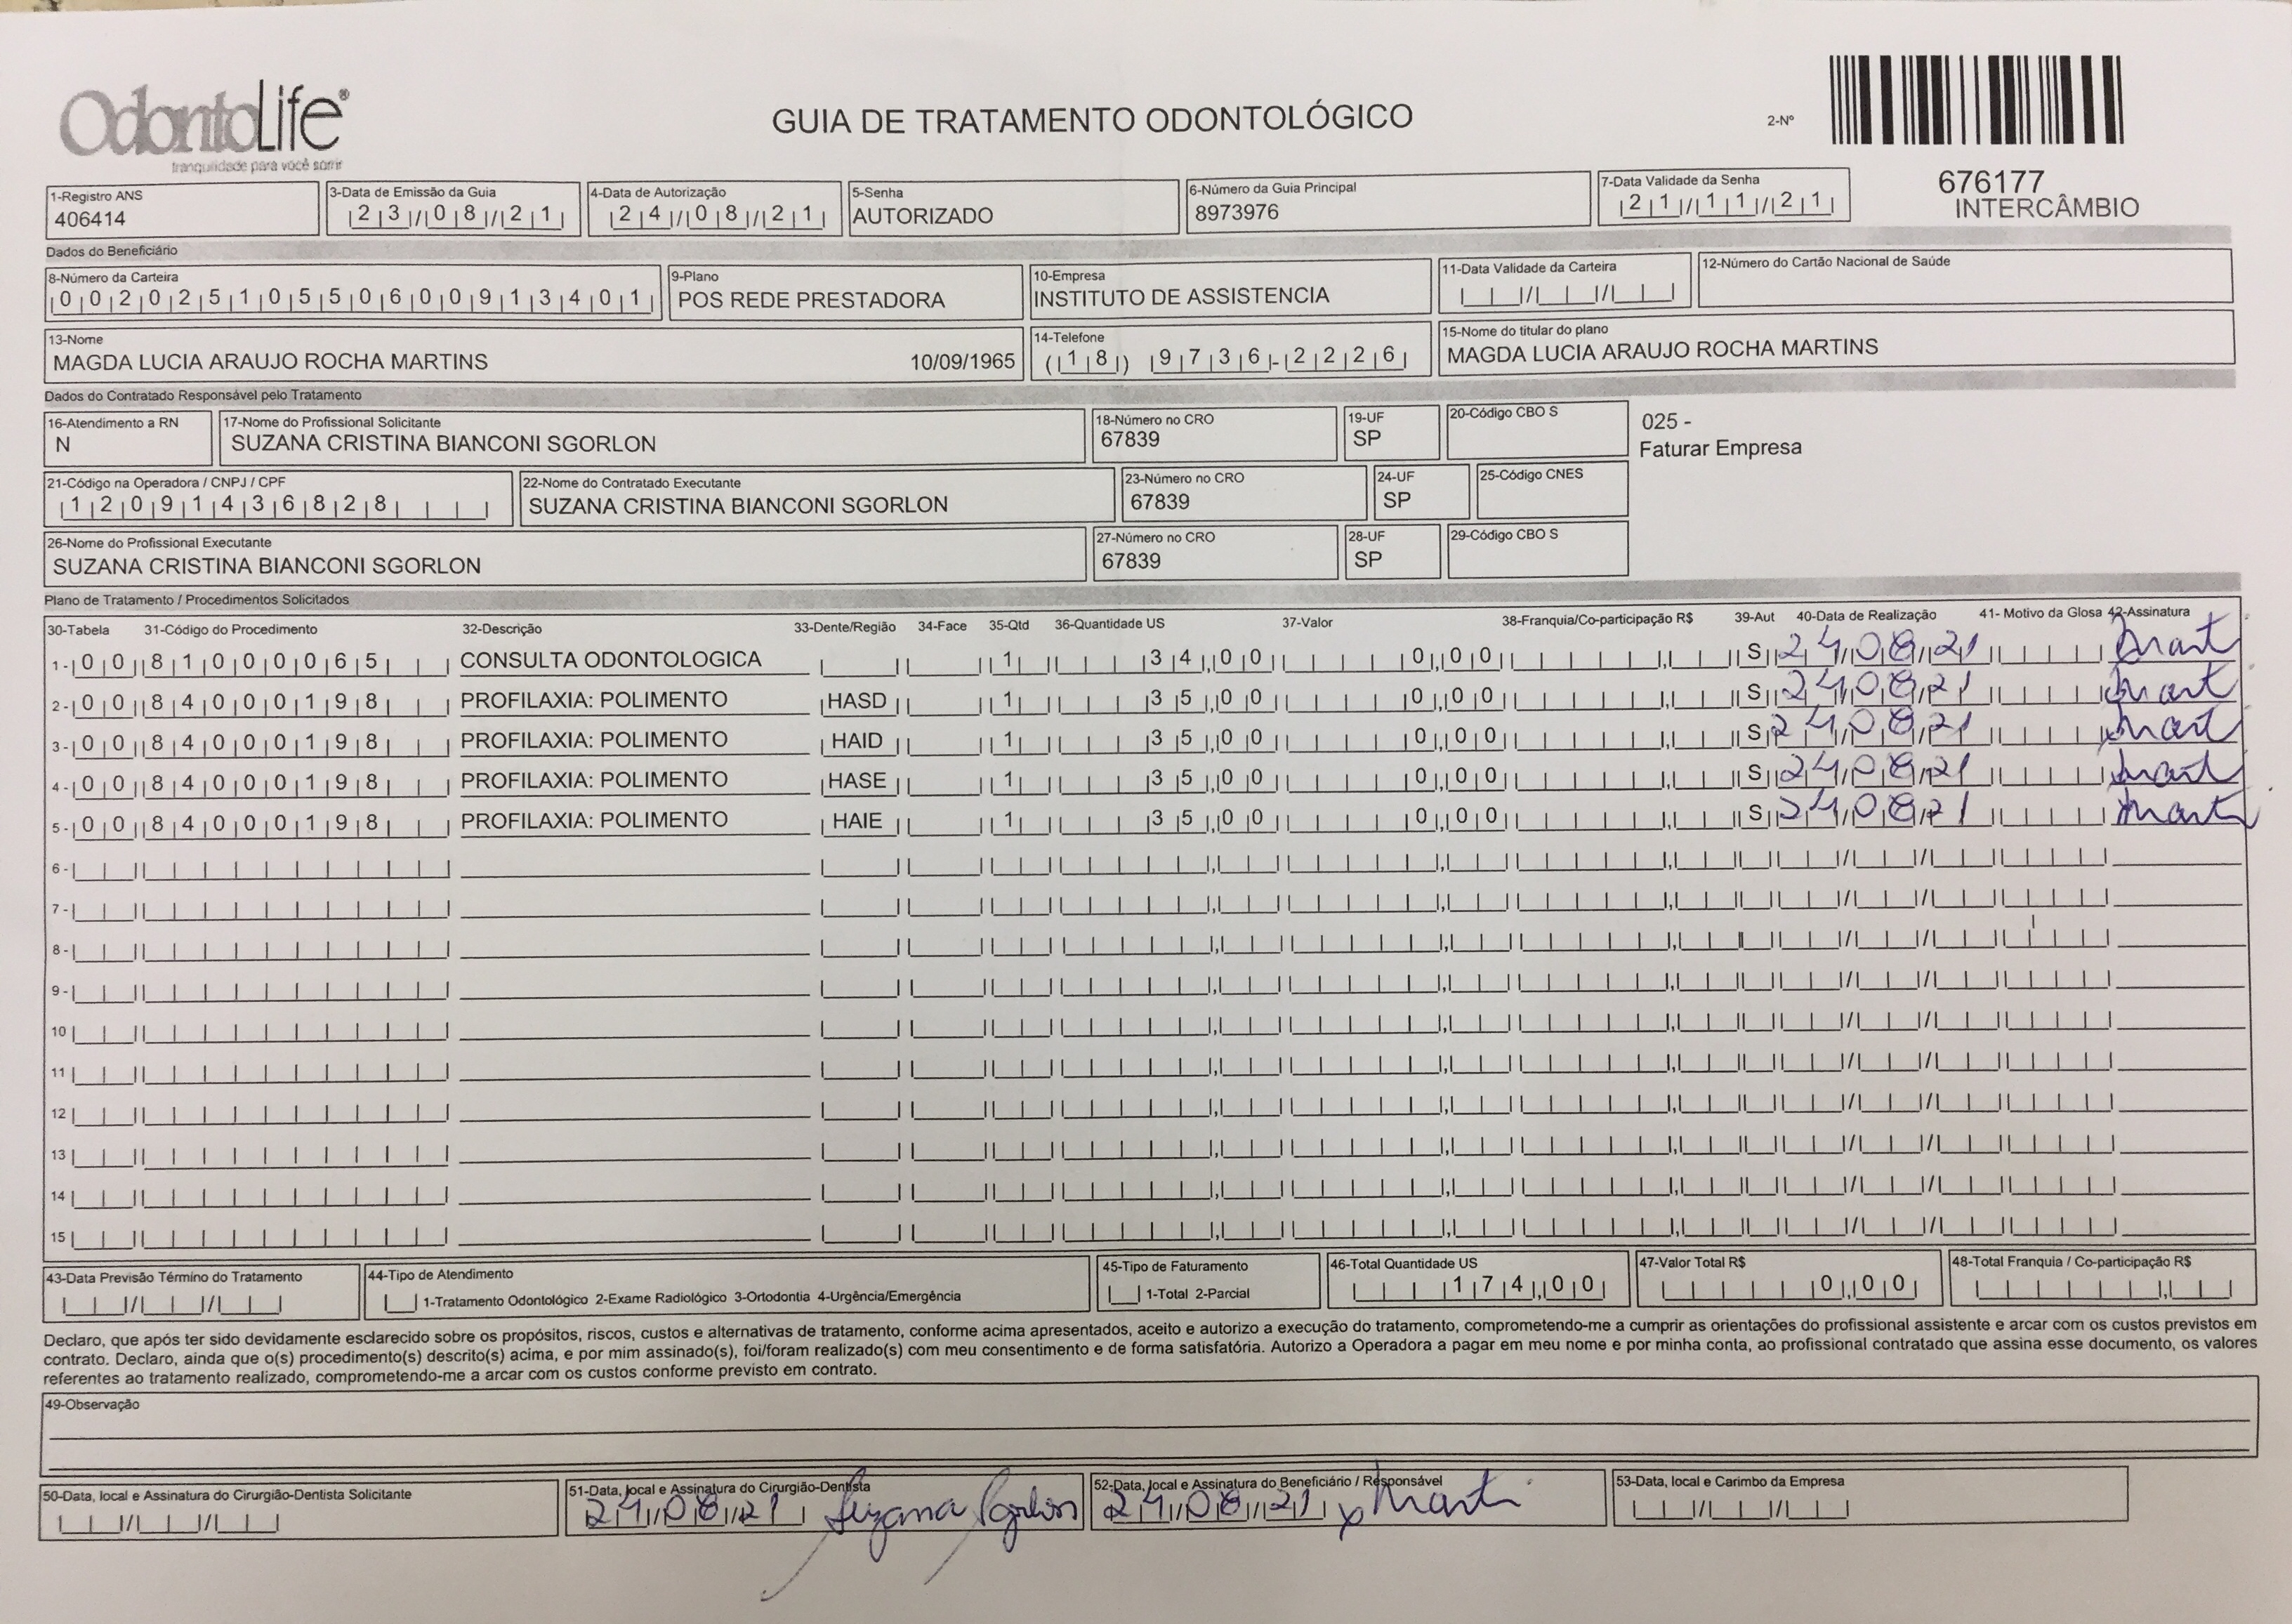 OdontoLife®
tranquilidade para você sorrir
GUIA DE TRATAMENTO ODONTOLÓGICO
2-Nº
676177
INTERCÂMBIO
1-Registro ANS
406414
3-Data de Emissão da Guia
23/08/21
4-Data de Autorização
24/08/21
5-Senha
AUTORIZADO
6-Número da Guia Principal
8973976
7-Data Validade da Senha
21/11/21
Dados do Beneficiário
8-Número da Carteira
00202510550600913401
9-Plano
POS REDE PRESTADORA
10-Empresa
INSTITUTO DE ASSISTENCIA
11-Data Validade da Carteira
12-Número do Cartão Nacional de Saúde
13-Nome
MAGDA LUCIA ARAUJO ROCHA MARTINS 10/09/1965
14-Telefone
(18) 9736-2226
15-Nome do titular do plano
MAGDA LUCIA ARAUJO ROCHA MARTINS
Dados do Contratado Responsável pelo Tratamento
16-Atendimento a RN
N
17-Nome do Profissional Solicitante
SUZANA CRISTINA BIANCONI SGORLON
18-Número no CRO
67839
19-UF
SP
20-Código CBO S
025 -
Faturar Empresa
21-Código na Operadora / CNPJ / CPF
12091436828
22-Nome do Contratado Executante
SUZANA CRISTINA BIANCONI SGORLON
23-Número no CRO
67839
24-UF
SP
25-Código CNES
26-Nome do Profissional Executante
SUZANA CRISTINA BIANCONI SGORLON
27-Número no CRO
67839
28-UF
SP
29-Código CBO S
Plano de Tratamento / Procedimentos Solicitados
30-Tabela 31-Código do Procedimento 32-Descrição 33-Dente/Região 34-Face 35-Qtd 36-Quantidade US 37-Valor 38-Franquia/Co-participação R$ 39-Aut 40-Data de Realização 41- Motivo da Glosa 42-Assinatura
1- 00 81000065 CONSULTA ODONTOLOGICA 1 34,00 0,00 S 24/08/21 Mart
2- 00 84000198 PROFILAXIA: POLIMENTO HASD 1 35,00 0,00 S 24/08/21 Mart
3- 00 84000198 PROFILAXIA: POLIMENTO HAID 1 35,00 0,00 S 24/08/21 Mart
4- 00 84000198 PROFILAXIA: POLIMENTO HASE 1 35,00 0,00 S 24/08/21 Mart
5- 00 84000198 PROFILAXIA: POLIMENTO HAIE 1 35,00 0,00 S 24/08/21 Mart
6-
7-
8-
9-
10
11
12
13
14
15
43-Data Previsão Término do Tratamento
44-Tipo de Atendimento
1-Tratamento Odontológico 2-Exame Radiológico 3-Ortodontia 4-Urgência/Emergência
45-Tipo de Faturamento
1-Total 2-Parcial
46-Total Quantidade US
174,00
47-Valor Total R$
0,00
48-Total Franquia / Co-participação R$
Declaro, que após ter sido devidamente esclarecido sobre os propósitos, riscos, custos e alternativas de tratamento, conforme acima apresentados, aceito e autorizo a execução do tratamento, comprometendo-me a cumprir as orientações do profissional assistente e arcar com os custos previstos em
contrato. Declaro, ainda que o(s) procedimento(s) descrito(s) acima, e por mim assinado(s), foi/foram realizado(s) com meu consentimento e de forma satisfatória. Autorizo a Operadora a pagar em meu nome e por minha conta, ao profissional contratado que assina esse documento, os valores
referentes ao tratamento realizado, comprometendo-me a arcar com os custos conforme previsto em contrato.
49-Observação
50-Data, local e Assinatura do Cirurgião-Dentista Solicitante
51-Data, local e Assinatura do Cirurgião-Dentista
24/08/21 Suzana Sgorlon
52-Data, local e Assinatura do Beneficiário / Responsável
24/08/21 x Mart
53-Data, local e Carimbo da Empresa